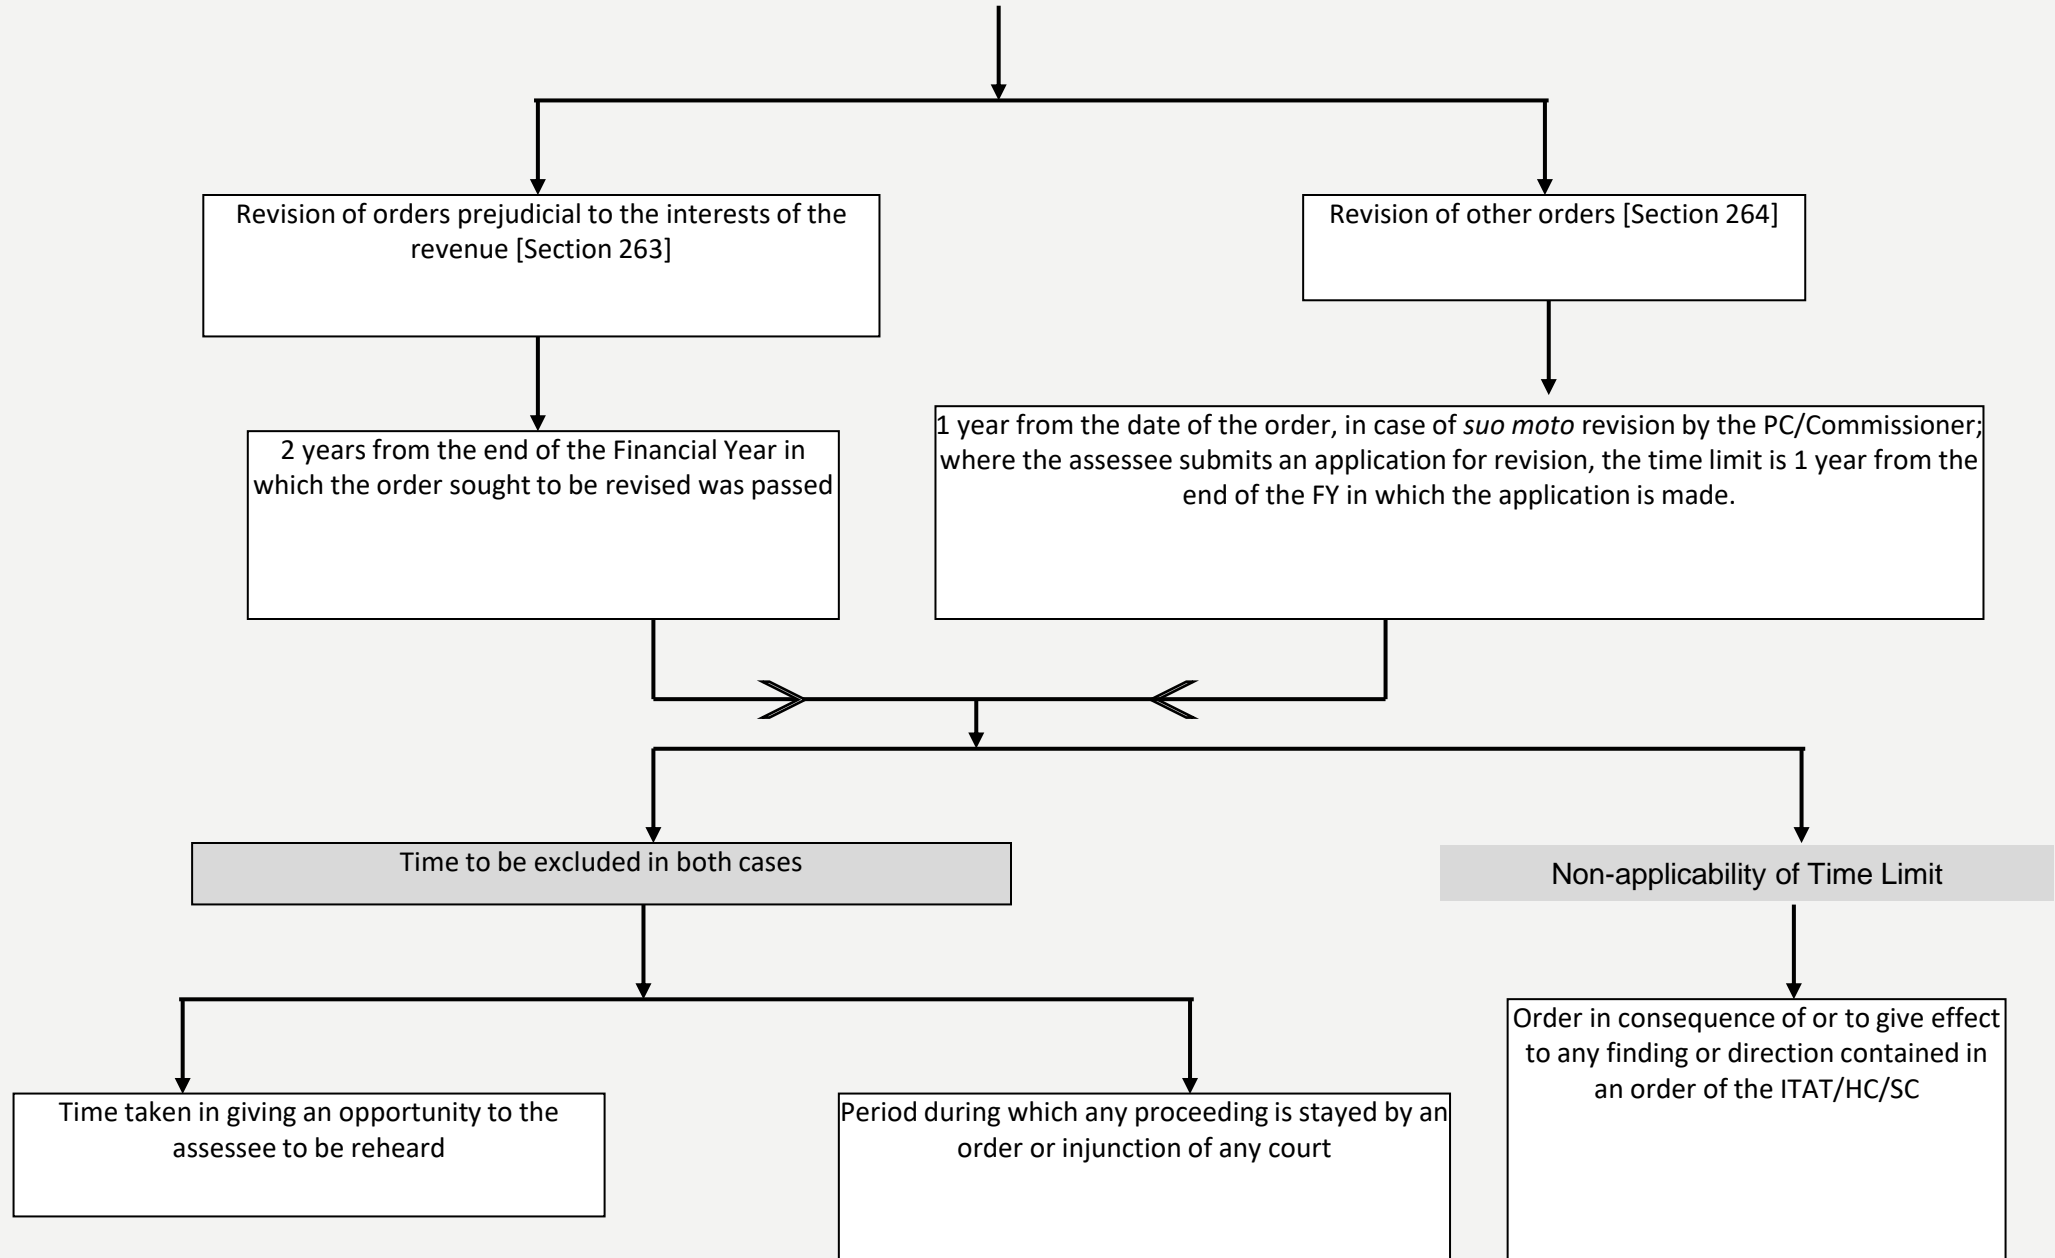 Revision of orders prejudicial to the interests of the
revenue [Section 263]
Revision of other orders [Section 264]
2 years from the end of the Financial Year in
which the order sought to be revised was passed
1 year from the date of the order, in case of suo moto revision by the PC/Commissioner;
where the assessee submits an application for revision, the time limit is 1 year from the
end of the FY in which the application is made.
Time to be excluded in both cases
Non-applicability of Time Limit
Time taken in giving an opportunity to the
assessee to be reheard
Period during which any proceeding is stayed by an
order or injunction of any court
Order in consequence of or to give effect
to any finding or direction contained in
an order of the ITAT/HC/SC